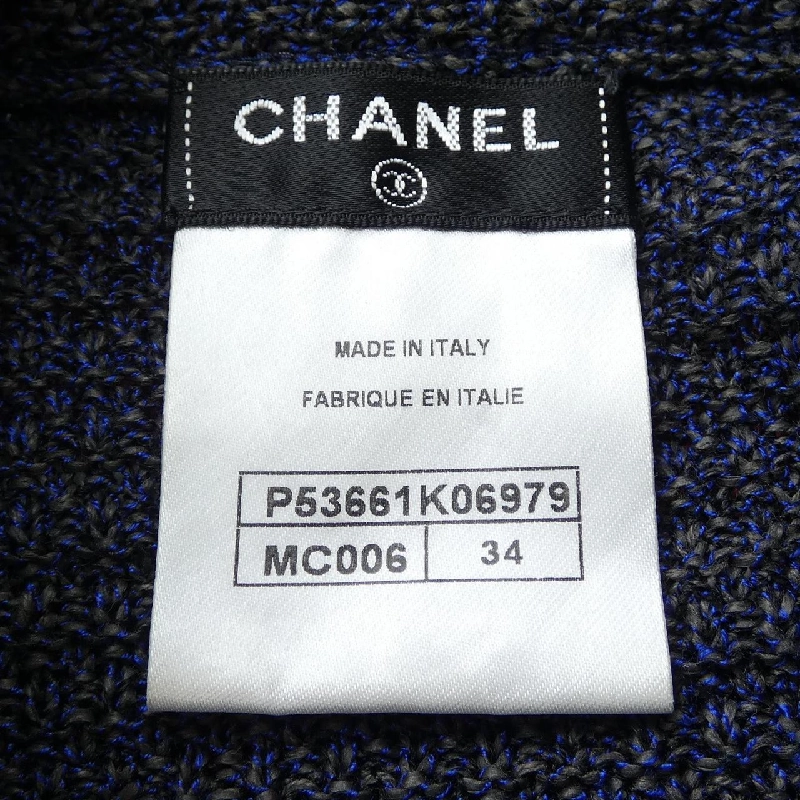 CHANEL
MADE IN ITALY
FABRIQUE EN ITALIE
P53661K06979
MC006 34